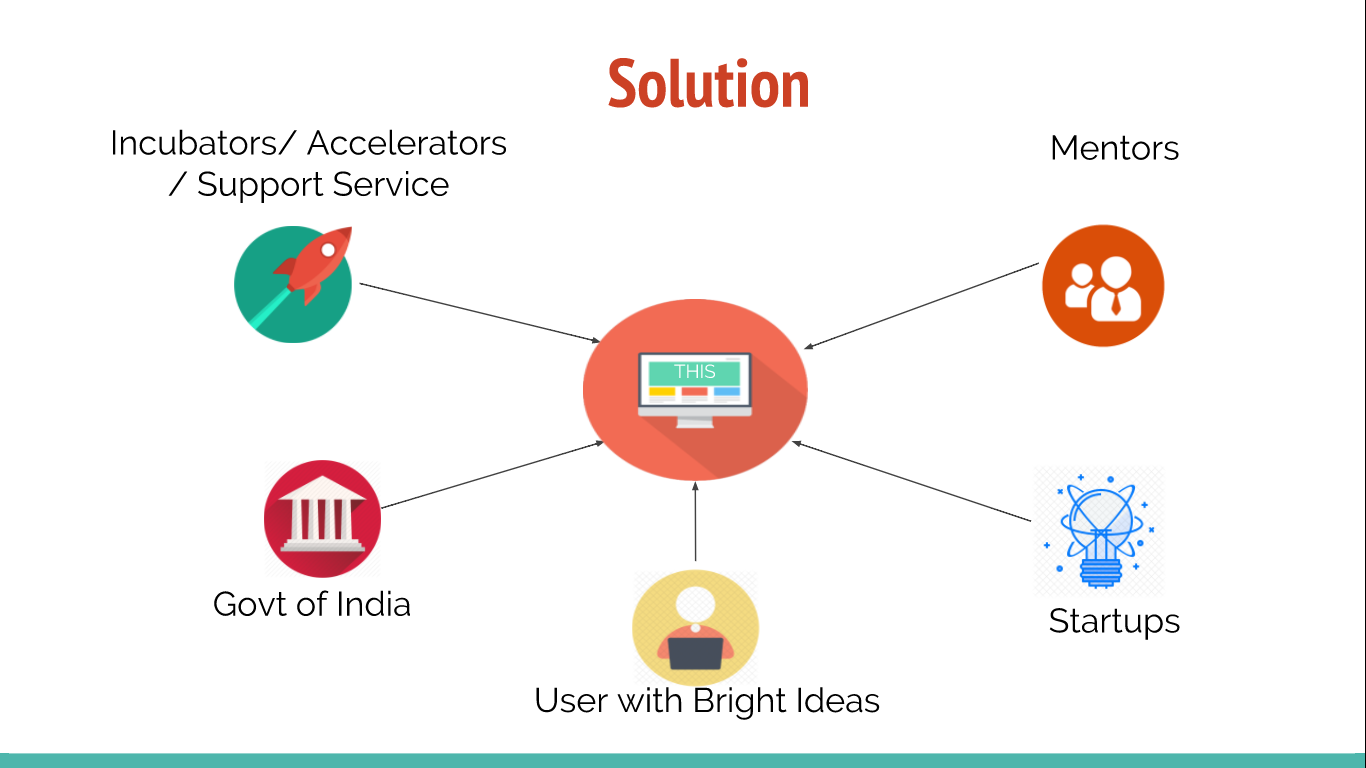 Solution
Incubators/ Accelerators
/ Support Service
Mentors
THIS
Govt of India
Startups
User with Bright Ideas